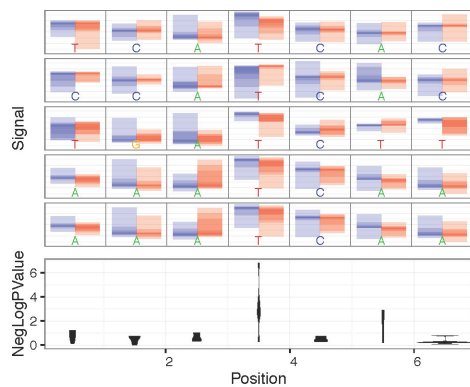 T C A T C A C
C C A T C A C
Signal
T G A T C T T
A A A T C A A
A A A T C A A
NegLogPValue
6
4
2
0
2 4 6
Position